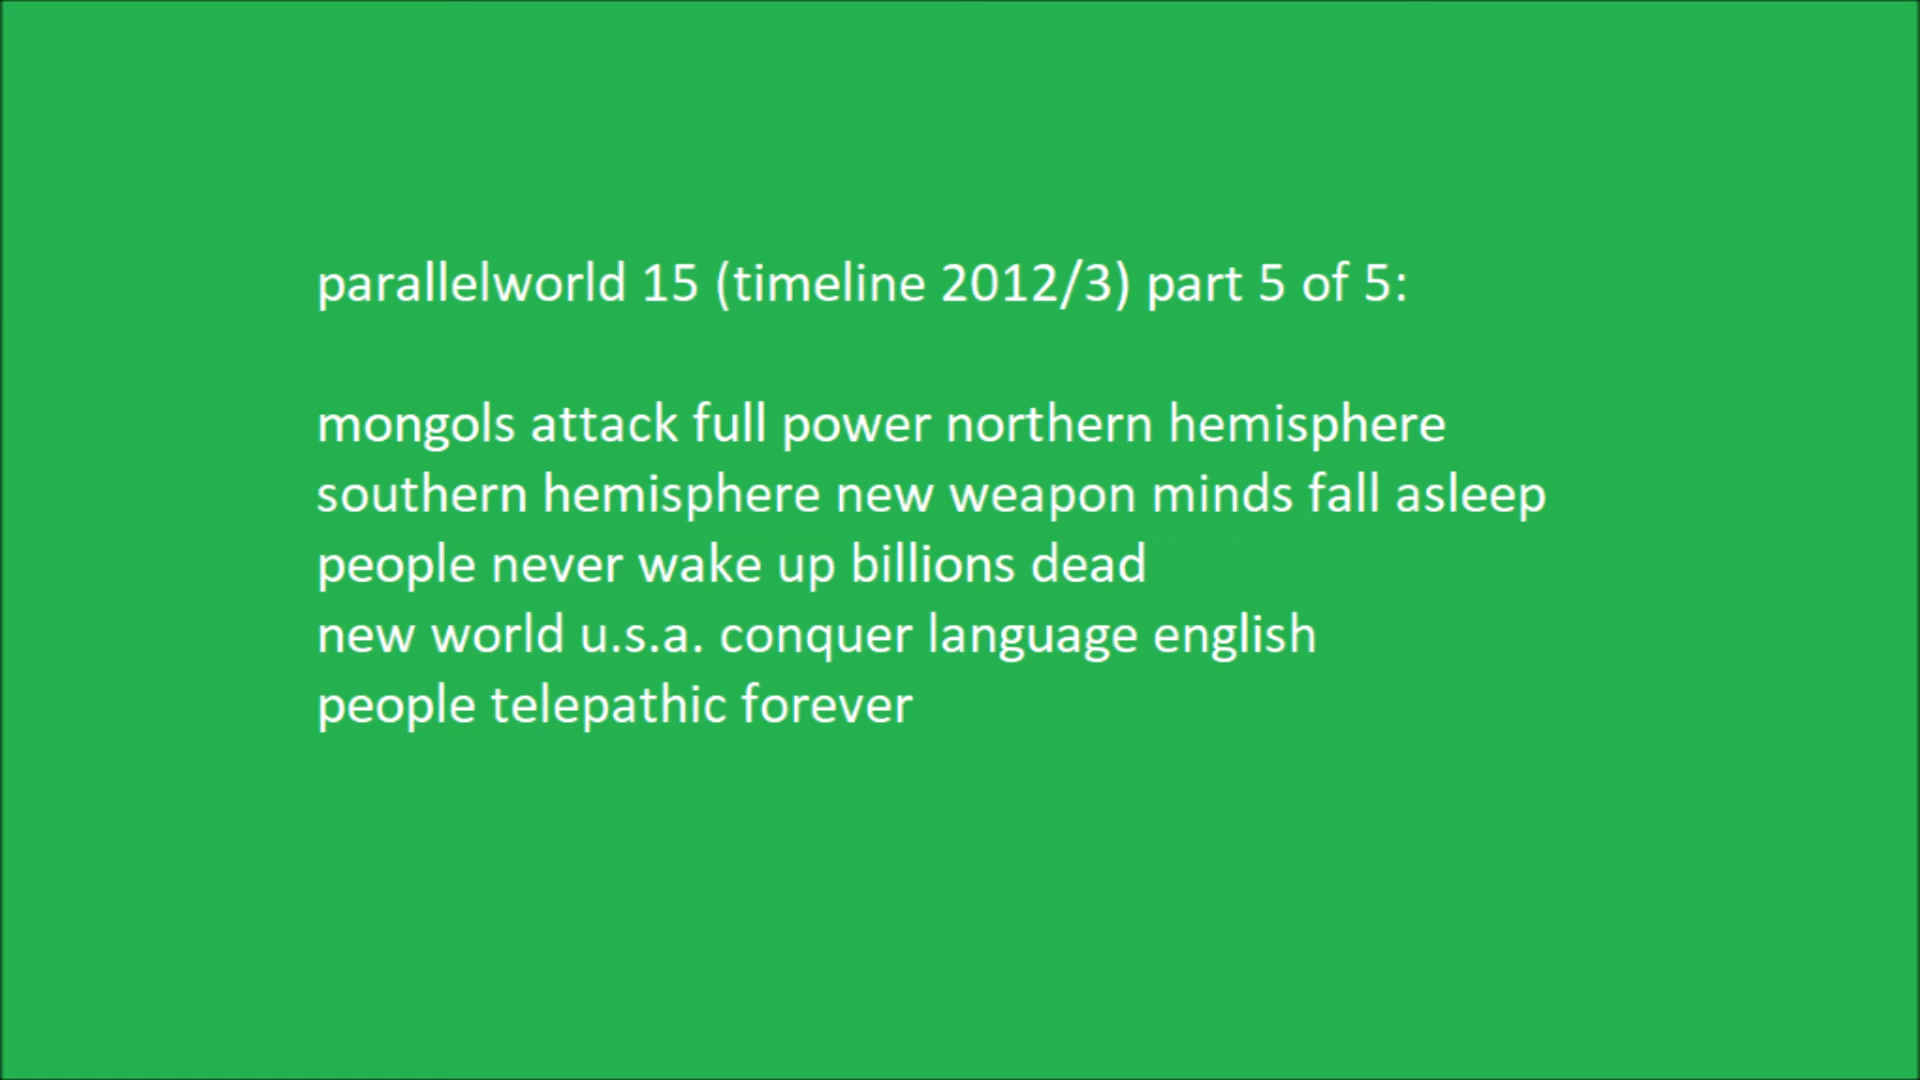 parallelworld 15 (timeline 2012/3) part 5 of 5:
mongols attack full power northern hemisphere
southern hemisphere new weapon minds fall asleep
people never wake up billions dead
new world u.s.a. conquer language english
people telepathic forever